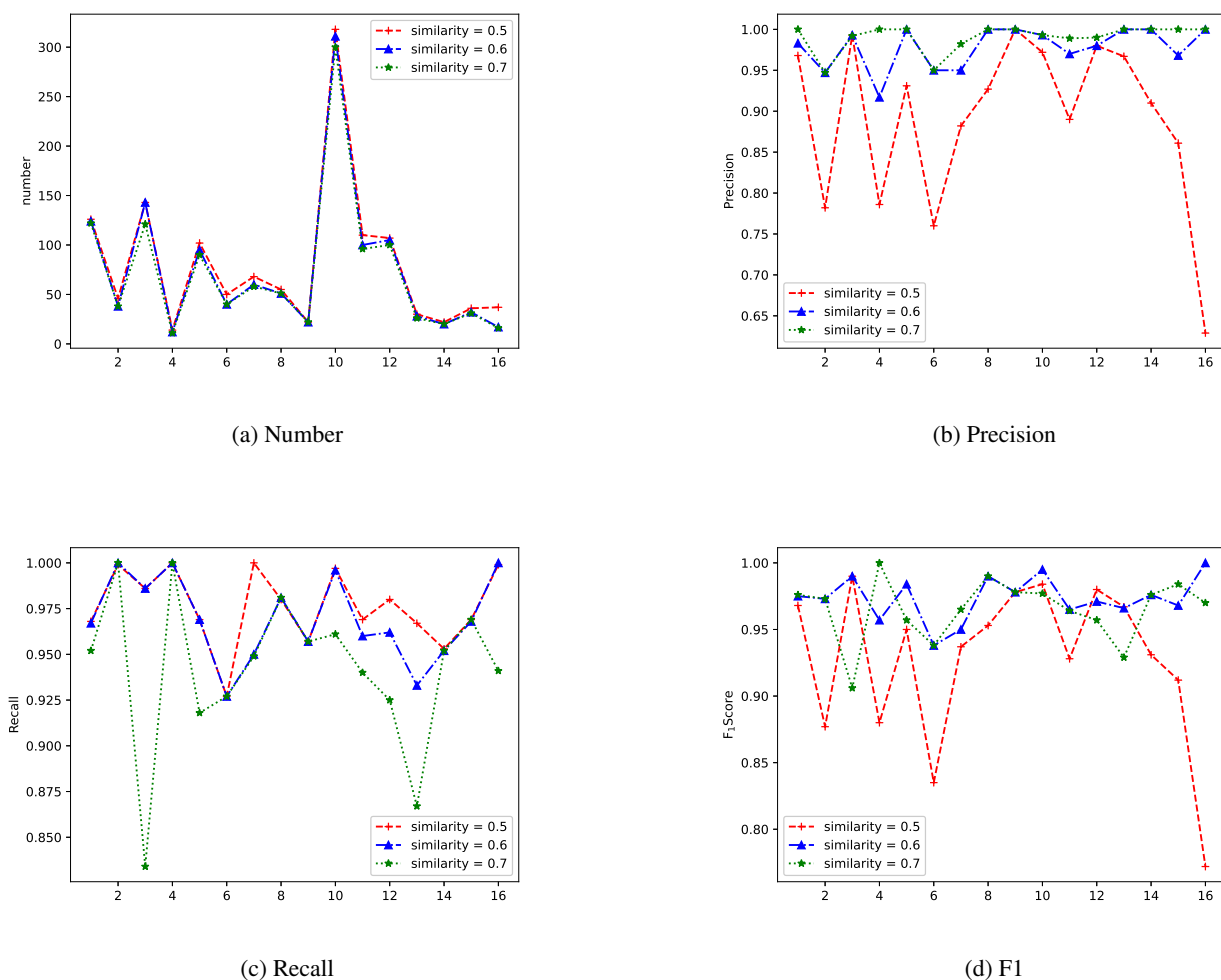 300
250
200
150
100
50
0
number
2 4 6 8 10 12 14 16
similarity = 0.5
similarity = 0.6
similarity = 0.7
(a) Number
1.00
0.95
0.90
0.85
0.80
0.75
0.70
0.65
Precision
2 4 6 8 10 12 14 16
similarity = 0.5
similarity = 0.6
similarity = 0.7
(b) Precision
1.000
0.975
0.950
0.925
0.900
0.875
0.850
Recall
2 4 6 8 10 12 14 16
similarity = 0.5
similarity = 0.6
similarity = 0.7
(c) Recall
1.00
0.95
0.90
0.85
0.80
F₁Score
2 4 6 8 10 12 14 16
similarity = 0.5
similarity = 0.6
similarity = 0.7
(d) F1